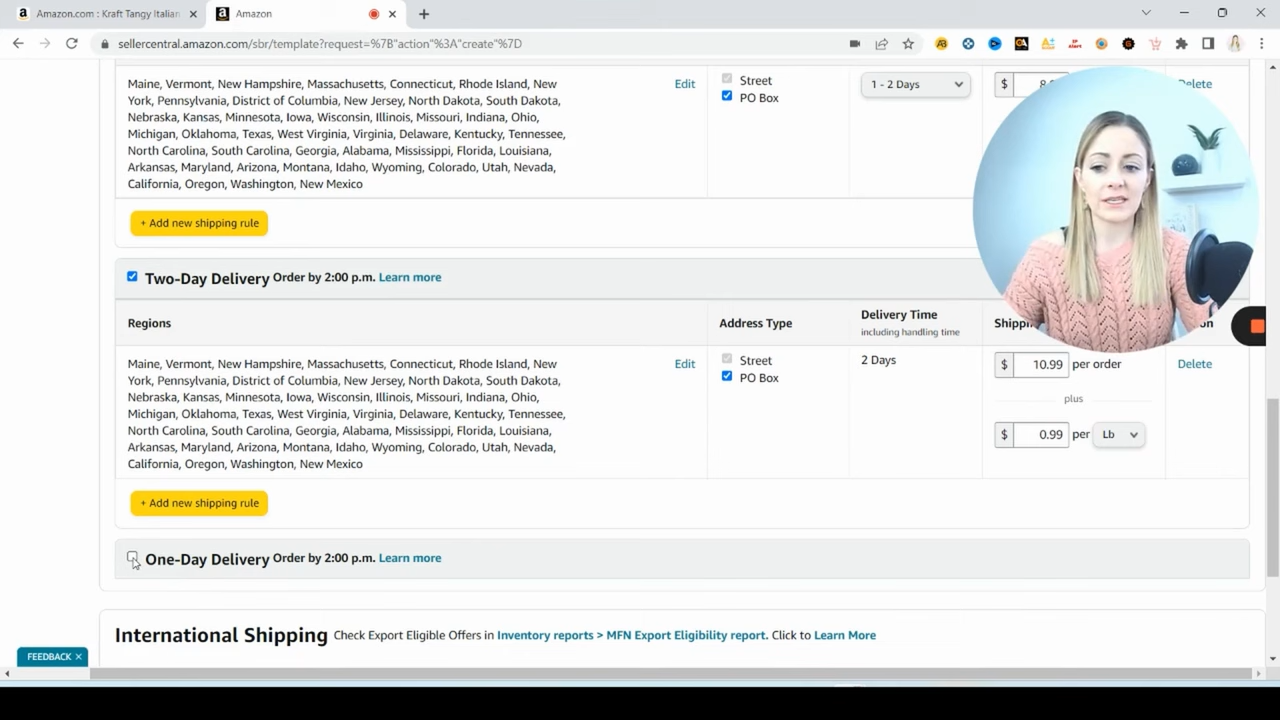 Amazon.com : Kraft Tangy Italian
Amazon
sellercentral.amazon.com/sbr/template?request=%7B"action"%3A"create"%7D
Maine, Vermont, New Hampshire, Massachusetts, Connecticut, Rhode Island, New
York, Pennsylvania, District of Columbia, New Jersey, North Dakota, South Dakota,
Nebraska, Kansas, Minnesota, Iowa, Wisconsin, Illinois, Missouri, Indiana, Ohio,
Michigan, Oklahoma, Texas, West Virginia, Virginia, Delaware, Kentucky, Tennessee,
North Carolina, South Carolina, Georgia, Alabama, Mississippi, Florida, Louisiana,
Arkansas, Maryland, Arizona, Montana, Idaho, Wyoming, Colorado, Utah, Nevada,
California, Oregon, Washington, New Mexico
Edit
Street
PO Box
1 - 2 Days
$ 8
+ Add new shipping rule
Two-Day Delivery Order by 2:00 p.m. Learn more
Regions
Address Type
Delivery Time
including handling time
Maine, Vermont, New Hampshire, Massachusetts, Connecticut, Rhode Island, New
York, Pennsylvania, District of Columbia, New Jersey, North Dakota, South Dakota,
Nebraska, Kansas, Minnesota, Iowa, Wisconsin, Illinois, Missouri, Indiana, Ohio,
Michigan, Oklahoma, Texas, West Virginia, Virginia, Delaware, Kentucky, Tennessee,
North Carolina, South Carolina, Georgia, Alabama, Mississippi, Florida, Louisiana,
Arkansas, Maryland, Arizona, Montana, Idaho, Wyoming, Colorado, Utah, Nevada,
California, Oregon, Washington, New Mexico
Edit
Street
PO Box
2 Days
$ 10.99 per order
plus
$ 0.99 per Lb
Delete
+ Add new shipping rule
One-Day Delivery Order by 2:00 p.m. Learn more
International Shipping Check Export Eligible Offers in Inventory reports > MFN Export Eligibility report. Click to Learn More
FEEDBACK